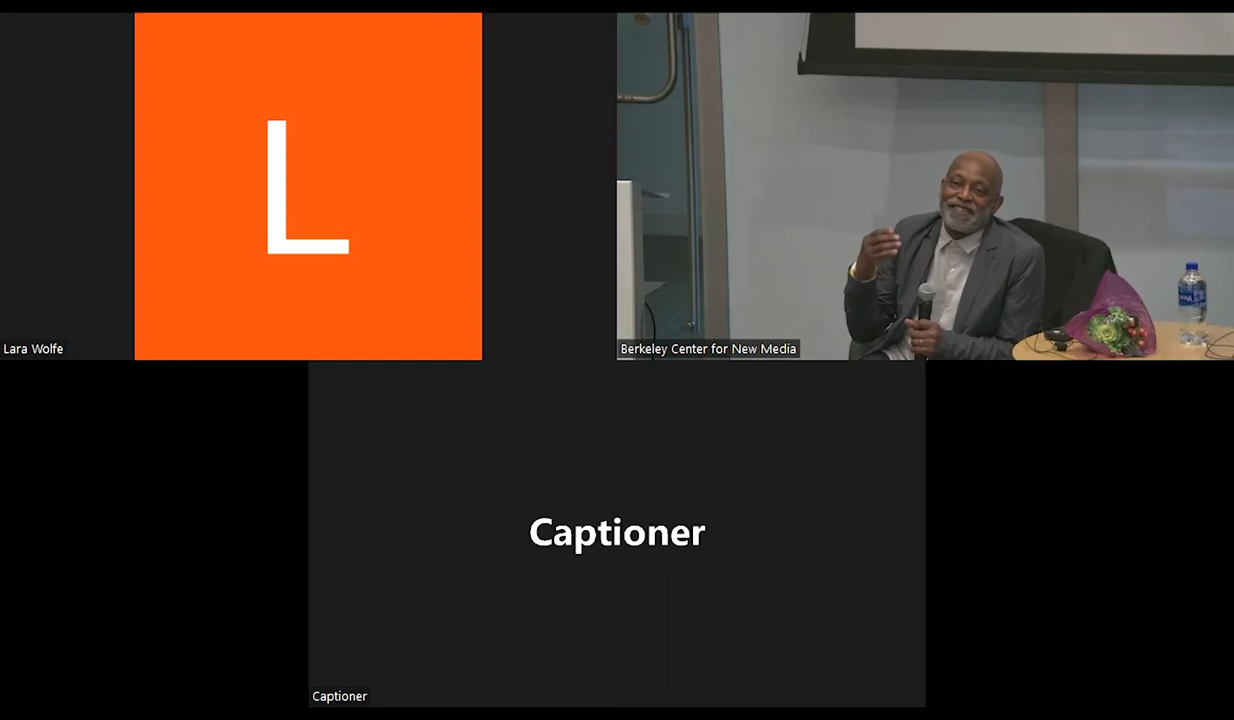 L
Lara Wolfe
Berkeley Center for New Media
Captioner
Captioner